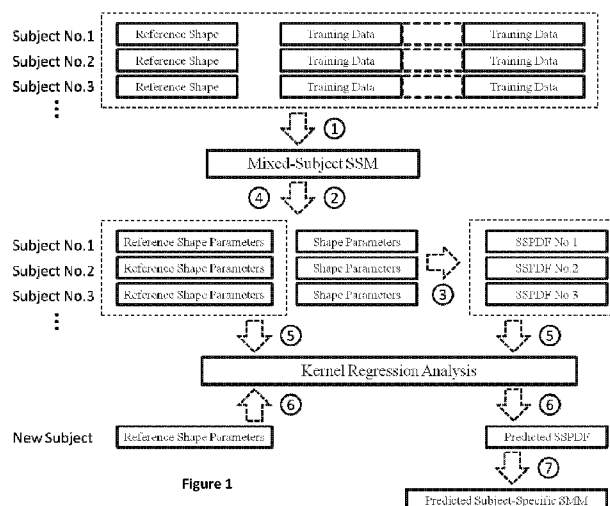 Subject No.1 Reference Shape Training Data Training Data
Subject No.2 Reference Shape Training Data Training Data
Subject No.3 Reference Shape Training Data Training Data
1
Mixed-Subject SSM
4 2
Subject No.1 Reference Shape Parameters Shape Parameters SSPDF No.1
Subject No.2 Reference Shape Parameters Shape Parameters SSPDF No.2
Subject No.3 Reference Shape Parameters Shape Parameters SSPDF No.3
3
5 5
Kernel Regression Analysis
6 6
New Subject Reference Shape Parameters Predicted SSPDF
7
Figure 1
Predicted Subject-Specific SMM